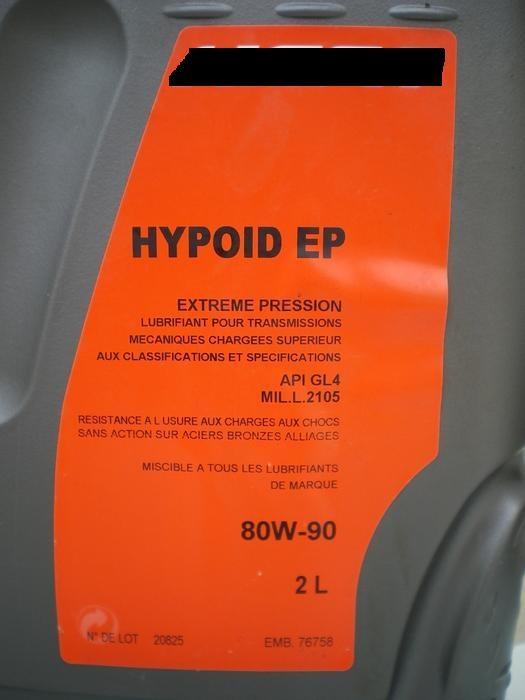 HYPOID EP
EXTREME PRESSION
LUBRIFIANT POUR TRANSMISSIONS
MECANIQUES CHARGEES SUPERIEUR
AUX CLASSIFICATIONS ET SPECIFICATIONS
API GL4
MIL.L.2105
RESISTANCE A L USURE AUX CHARGES AUX CHOCS
SANS ACTION SUR ACIERS BRONZES ALLIAGES
MISCIBLE A TOUS LES LUBRIFIANTS
DE MARQUE
80W-90
2 L
N° DE LOT 20825 EMB. 76758